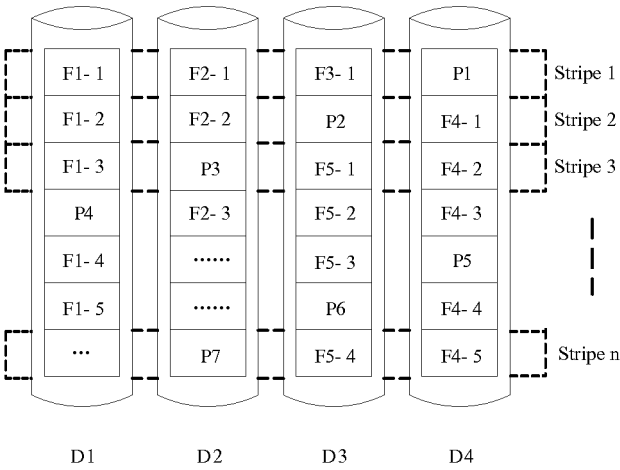 F1- 1 F2- 1 F3- 1 P1 Stripe 1
F1- 2 F2- 2 P2 F4- 1 Stripe 2
F1- 3 P3 F5- 1 F4- 2 Stripe 3
P4 F2- 3 F5- 2 F4- 3
F1- 4 ...... F5- 3 P5
F1- 5 ...... P6 F4- 4
... P7 F5- 4 F4- 5 Stripe n
D1 D2 D3 D4